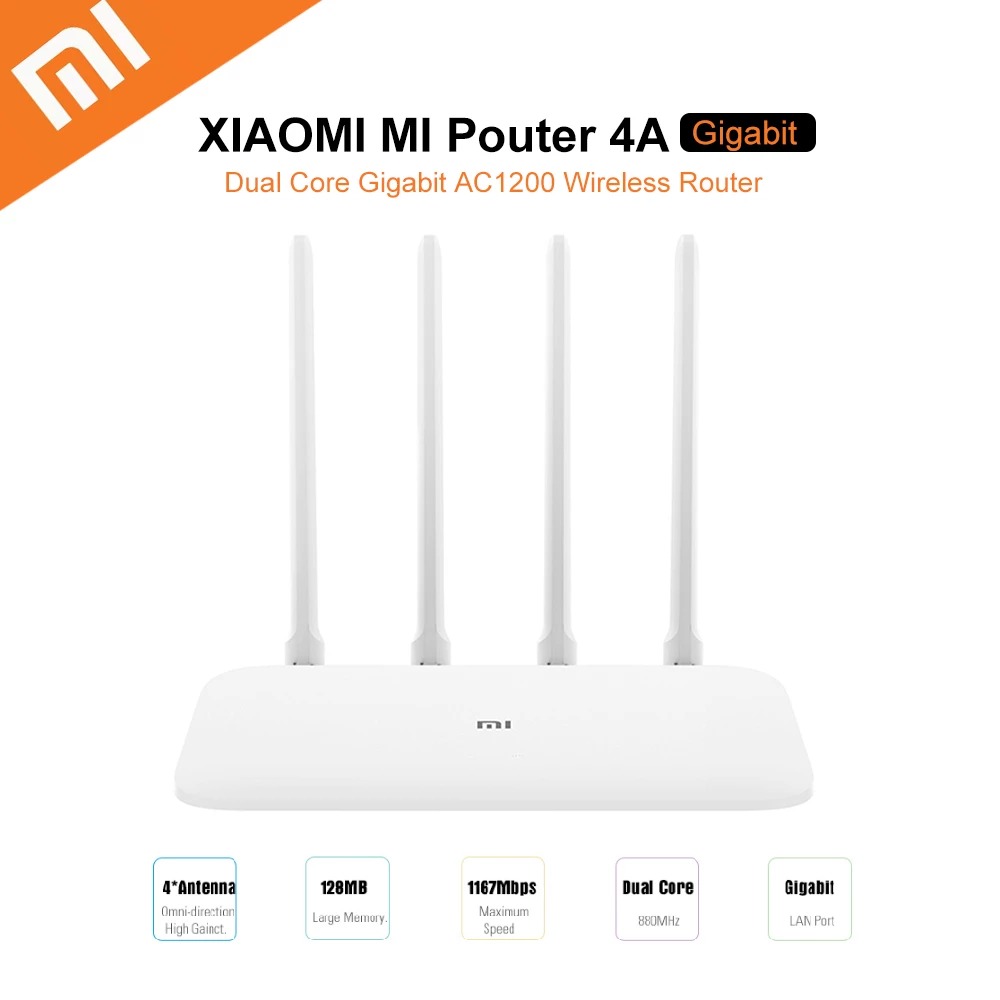 MI
XIAOMI MI Pouter 4A Gigabit
Dual Core Gigabit AC1200 Wireless Router
MI
4*Antenna
Omni-direction
High Gainct.
128MB
Large Memory.
1167Mbps
Maximum
Speed
Dual Core
880MHz
Gigabit
LAN Port